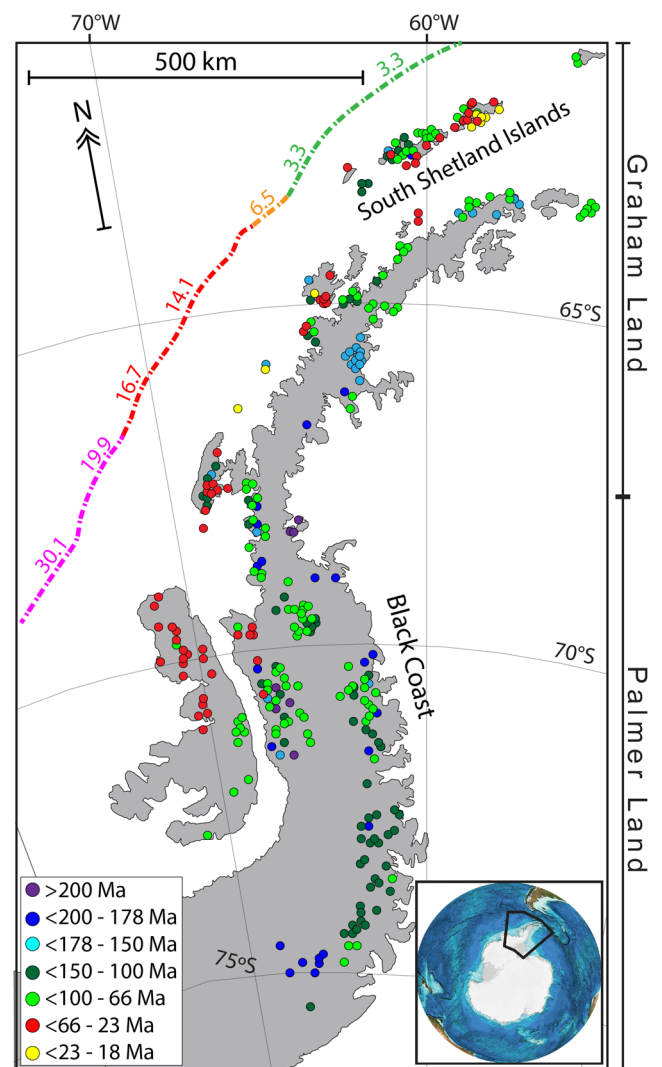 70°W
60°W
500 km
N
3.3
3.3
6.5
14.1
16.7
19.9
30.1
South Shetland Islands
Graham Land
65°S
Black Coast
70°S
Palmer Land
75°S
>200 Ma
<200 - 178 Ma
<178 - 150 Ma
<150 - 100 Ma
<100 - 66 Ma
<66 - 23 Ma
<23 - 18 Ma